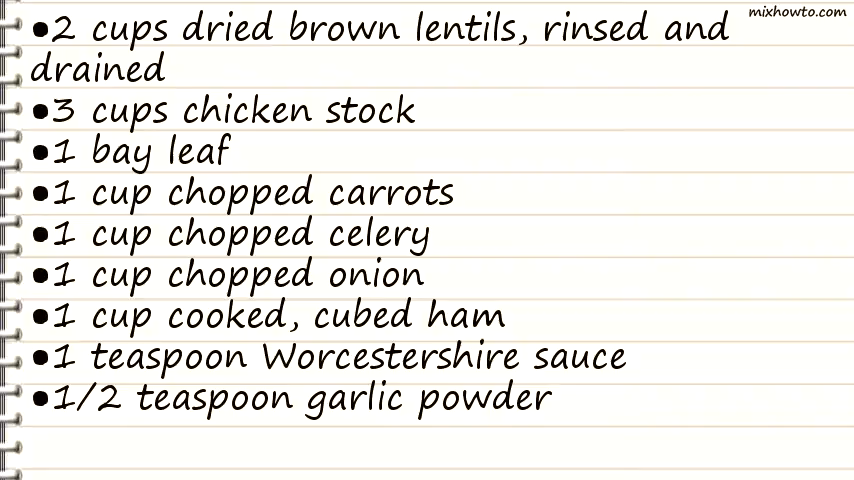 mixhowto.com
•2 cups dried brown lentils, rinsed and
drained
•3 cups chicken stock
•1 bay leaf
•1 cup chopped carrots
•1 cup chopped celery
•1 cup chopped onion
•1 cup cooked, cubed ham
•1 teaspoon Worcestershire sauce
•1/2 teaspoon garlic powder